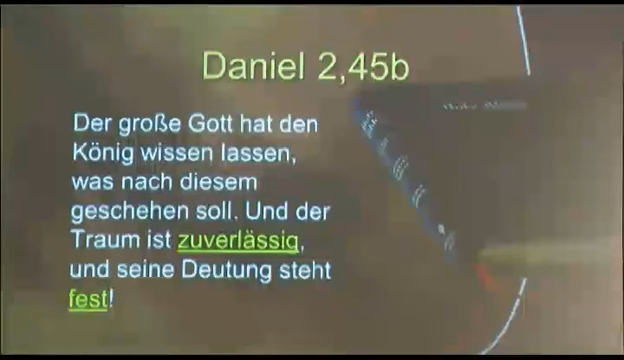 Daniel 2,45b
Der große Gott hat den
König wissen lassen,
was nach diesem
geschehen soll. Und der
Traum ist zuverlässig,
und seine Deutung steht
fest!